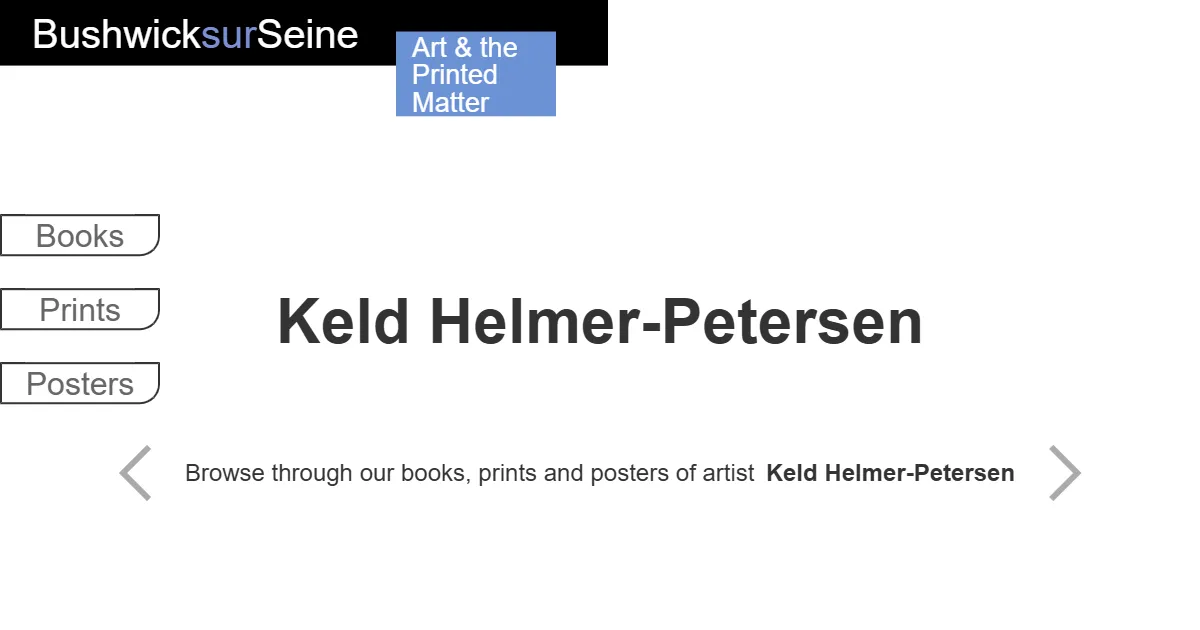 BushwicksurSeine
Art & the
Printed
Matter
Books
Prints
Keld Helmer-Petersen
Posters
Browse through our books, prints and posters of artist Keld Helmer-Petersen